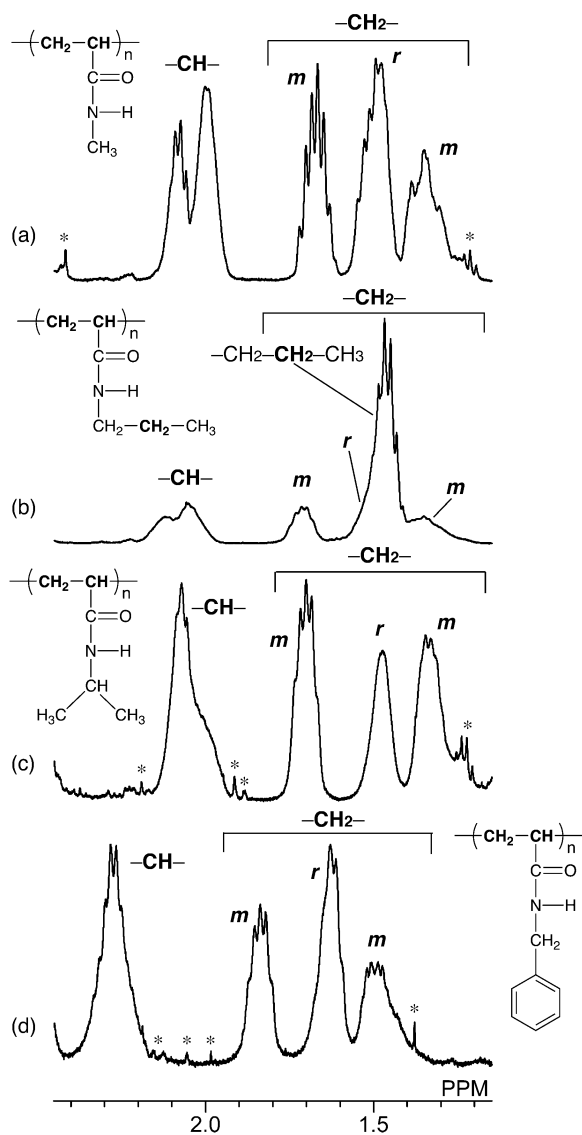 –CH2–
( CH2–CH )n
–CH–
m
r
m
C=O
N–H
CH3
(a)
*
*
–CH2–
( CH2–CH )n
–CH2–CH2–CH3
C=O
N–H
CH2–CH2–CH3
–CH–
m
r
m
(b)
–CH2–
( CH2–CH )n
–CH–
m
r
m
C=O
N–H
CH
H3C CH3
(c)
*
*
*
*
–CH2–
( CH2–CH )n
–CH–
m
r
m
C=O
N–H
CH2
(d)
*
*
*
*
PPM
2.0 1.5